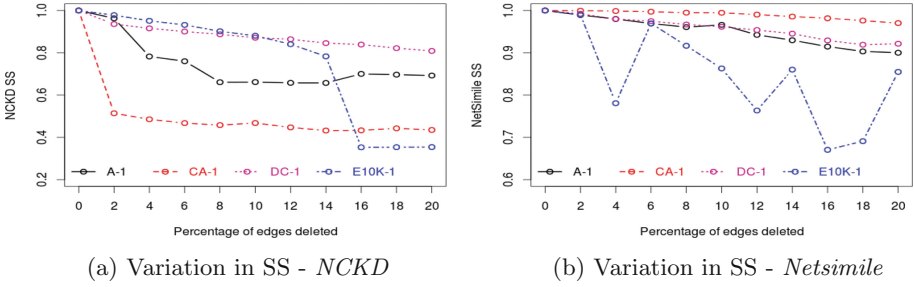 NCKD SS
1.0
0.8
0.6
0.4
0.2
A-1 CA-1 DC-1 E10K-1
0 2 4 6 8 10 12 14 16 18 20
Percentage of edges deleted
(a) Variation in SS - NCKD
NetSimile SS
1.0
0.9
0.8
0.7
0.6
A-1 CA-1 DC-1 E10K-1
0 2 4 6 8 10 12 14 16 18 20
Percentage of edges deleted
(b) Variation in SS - Netsimile